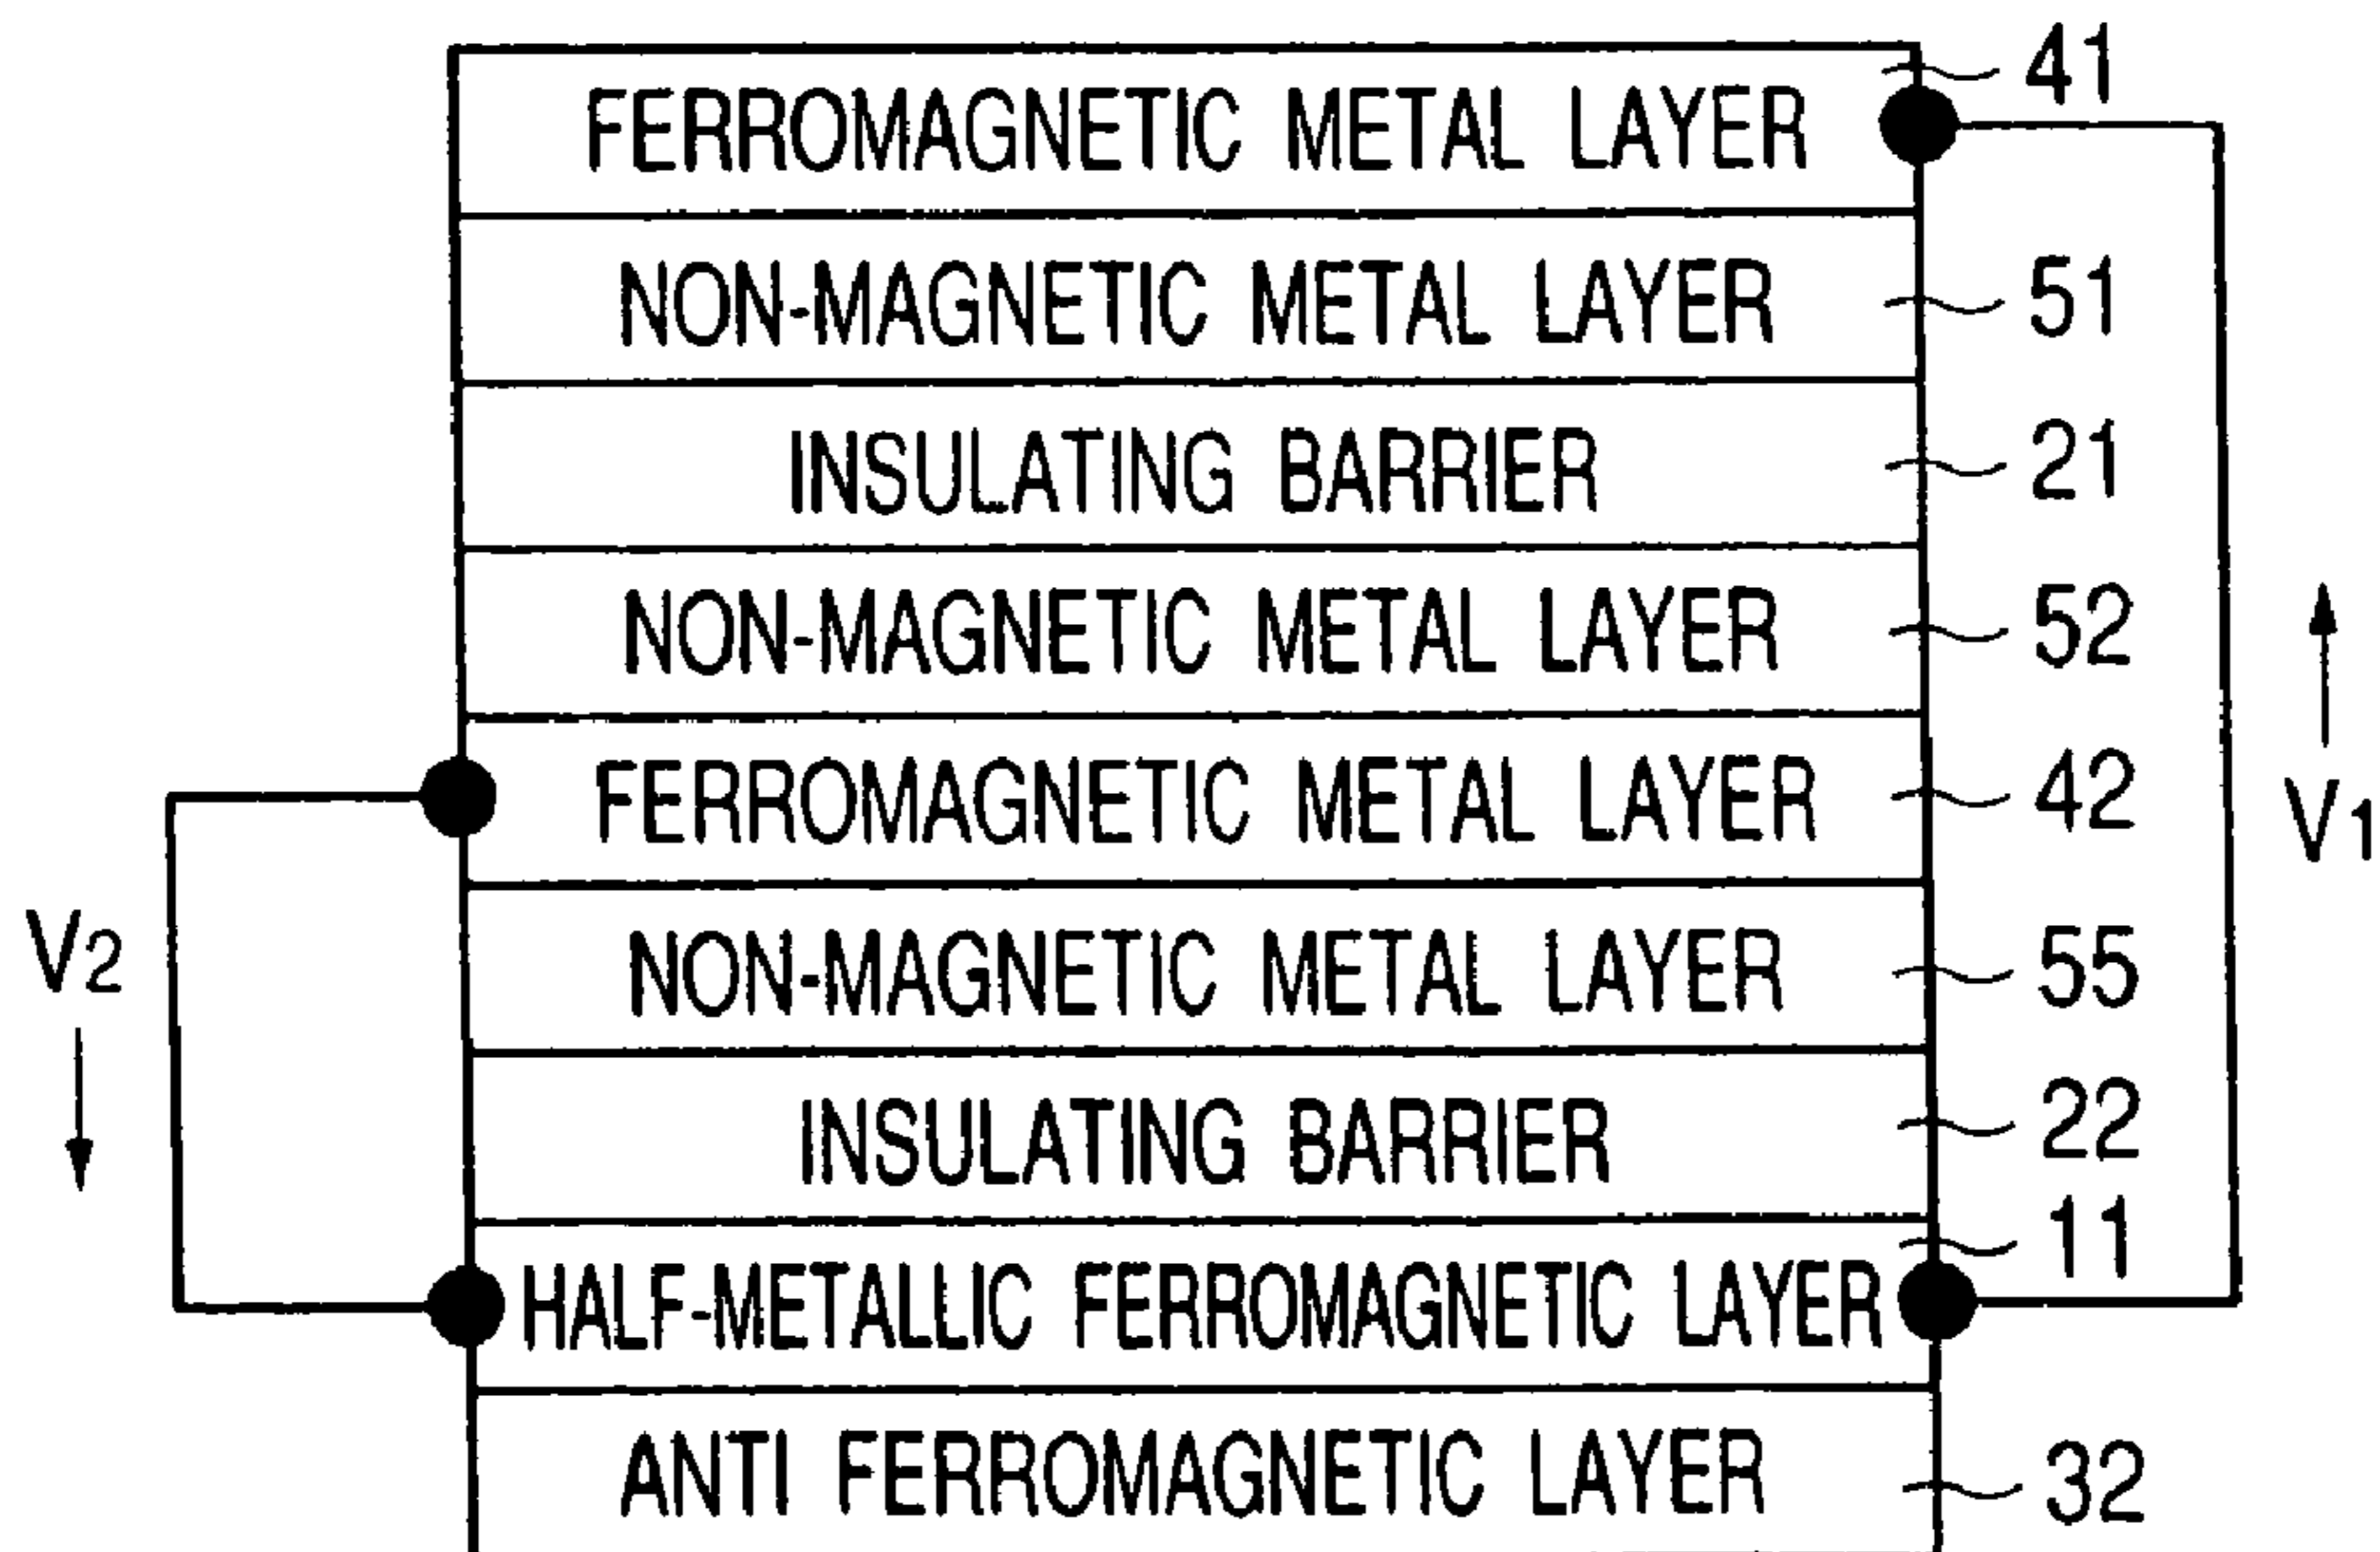 FERROMAGNETIC METAL LAYER 41
NON-MAGNETIC METAL LAYER 51
INSULATING BARRIER 21
NON-MAGNETIC METAL LAYER 52
FERROMAGNETIC METAL LAYER 42
V1
V2
NON-MAGNETIC METAL LAYER 55
INSULATING BARRIER 22
HALF-METALLIC FERROMAGNETIC LAYER 11
ANTI FERROMAGNETIC LAYER 32